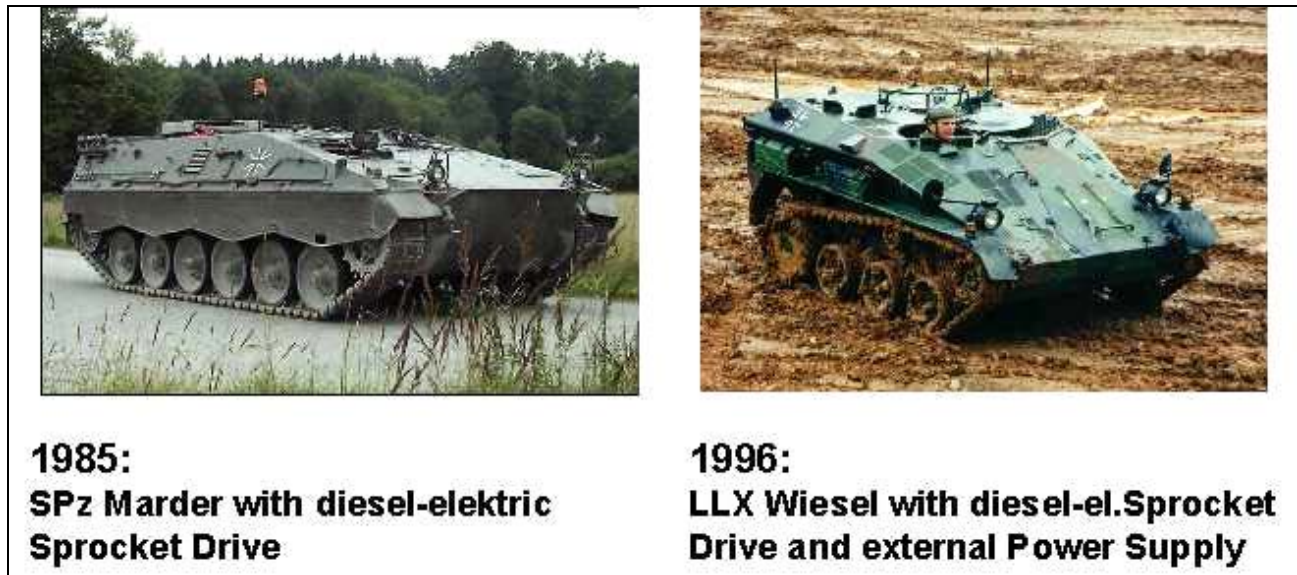 1985:
SPz Marder with diesel-elektric
Sprocket Drive
1996:
LLX Wiesel with diesel-el.Sprocket
Drive and external Power Supply